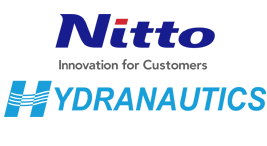 Nitto
Innovation for Customers
HYDRANAUTICS